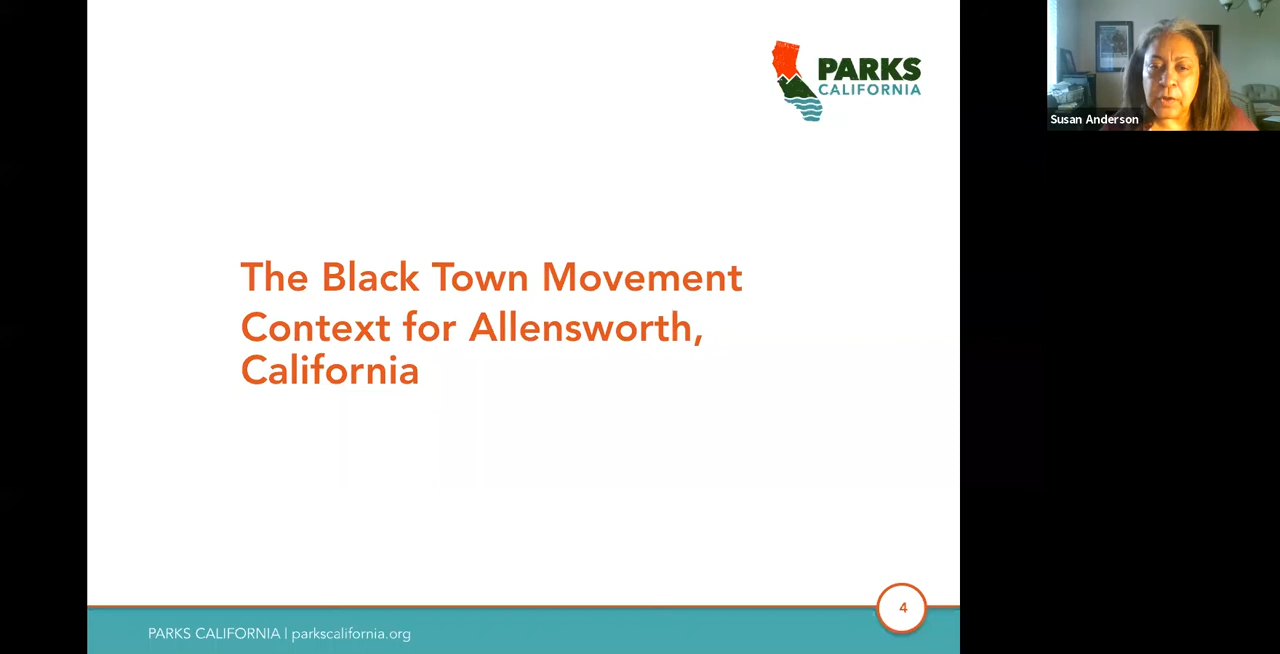 PARKS
CALIFORNIA
Susan Anderson
The Black Town Movement
Context for Allensworth,
California
4
PARKS CALIFORNIA | parkscalifornia.org